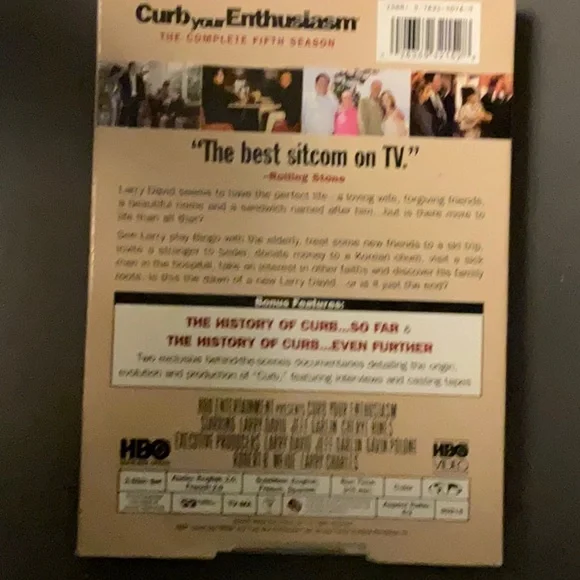 Curb your Enthusiasm
THE COMPLETE FIFTH SEASON
"The best sitcom on TV."
–Rolling Stone
Larry David seems to have the perfect life...a loving wife, forgiving friends,
a beautiful home and a sandwich named after him...but is there more to
life than all that?
See Larry play Bingo with the elderly, treat some new friends to a ski trip,
invite a stranger to Seder, donate money to a Korean church, visit a sick
man in the hospital, take an interest in other faiths and discover his family
roots. Is this the dawn of a new Larry David...or is it just the end?
Bonus Features:
THE HISTORY OF CURB...SO FAR &
THE HISTORY OF CURB...EVEN FURTHER
Two exclusive behind-the-scenes documentaries detailing the origin,
evolution and production of "Curb," featuring interviews and casting tapes
HBO ENTERTAINMENT PRESENTS CURB YOUR ENTHUSIASM
STARRING LARRY DAVID JEFF GARLIN CHERYL HINES
EXECUTIVE PRODUCERS LARRY DAVID JEFF GARLIN GAVIN POLONE
ROBERT B. WEIDE LARRY CHARLES
HBO
HBO
VIDEO
TV-MA